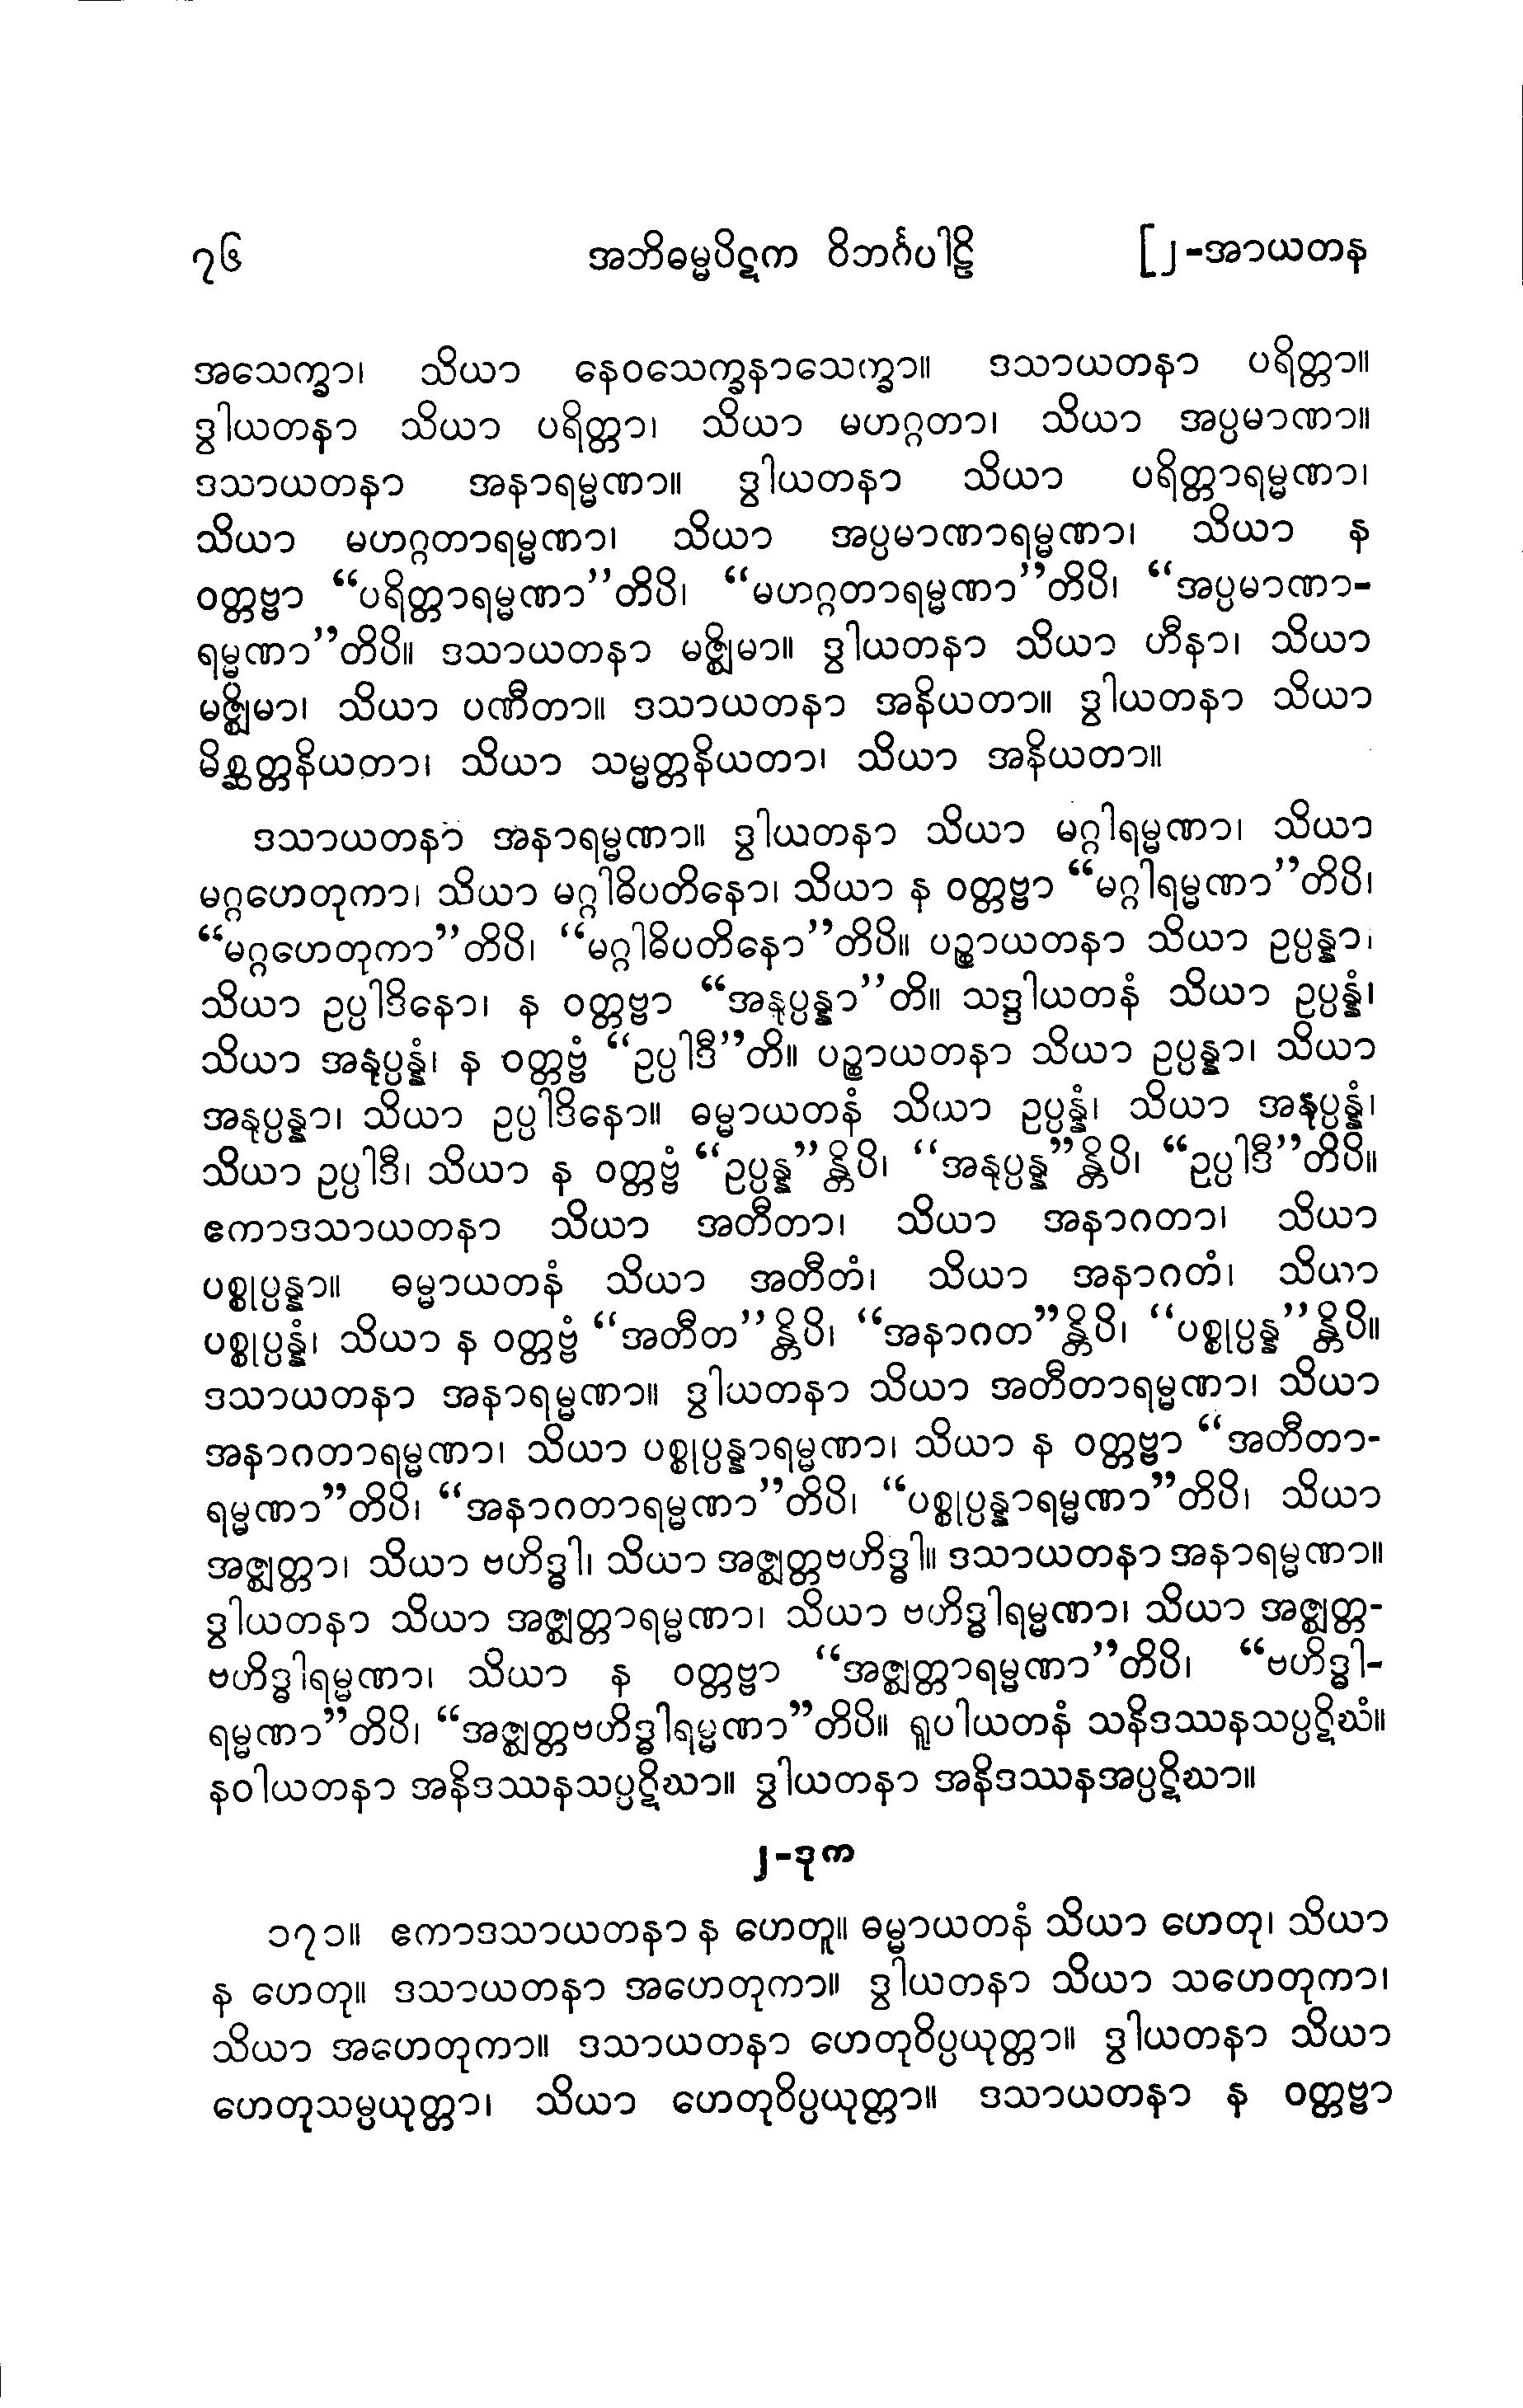 ၇၆ အဘိဓမ္မပိဋက ဝိဘင်္ဂပါဠိ [၂-အာယတန
အသေက္ခာ၊ သိယာ နေဝသေက္ခနာသေက္ခာ။ ဒသာယတနာ ပရိတ္တာ။
ဒွါယတနာ သိယာ ပရိတ္တာ၊ သိယာ မဟဂ္ဂတာ၊ သိယာ အပ္ပမာဏာ။
ဒသာယတနာ အနာရမ္မဏာ။ ဒွါယတနာ သိယာ ပရိတ္တာရမ္မဏာ၊
သိယာ မဟဂ္ဂတာရမ္မဏာ၊ သိယာ အပ္ပမာဏာရမ္မဏာ၊ သိယာ န
ဝတ္တဗ္ဗာ “ပရိတ္တာရမ္မဏာ”တိပိ၊ “မဟဂ္ဂတာရမ္မဏာ”တိပိ၊ “အပ္ပမာဏာ-
ရမ္မဏာ”တိပိ။ ဒသာယတနာ မဇ္ဈိမာ။ ဒွါယတနာ သိယာ ဟီနာ၊ သိယာ
မဇ္ဈိမာ၊ သိယာ ပဏီတာ။ ဒသာယတနာ အနိယတာ။ ဒွါယတနာ သိယာ
မိစ္ဆတ္တနိယတာ၊ သိယာ သမ္မတ္တနိယတာ၊ သိယာ အနိယတာ။
ဒသာယတနာ အနာရမ္မဏာ။ ဒွါယတနာ သိယာ မဂ္ဂါရမ္မဏာ၊ သိယာ
မဂ္ဂဟေတုကာ၊ သိယာ မဂ္ဂါဓိပတိနော၊ သိယာ န ဝတ္တဗ္ဗာ “မဂ္ဂါရမ္မဏာ”တိပိ၊
“မဂ္ဂဟေတုကာ”တိပိ၊ “မဂ္ဂါဓိပတိနော”တိပိ။ ပဉ္စာယတနာ သိယာ ဥပ္ပန္နာ၊
သိယာ ဥပ္ပါဒိနော၊ န ဝတ္တဗ္ဗာ “အနုပ္ပန္နာ”တိ။ သဒ္ဒါယတနံ သိယာ ဥပ္ပန္နံ၊
သိယာ အနုပ္ပန္နံ၊ န ဝတ္တဗ္ဗံ “ဥပ္ပါဒီ”တိ။ ပဉ္စာယတနာ သိယာ ဥပ္ပန္နာ၊ သိယာ
အနုပ္ပန္နာ၊ သိယာ ဥပ္ပါဒိနော။ ဓမ္မာယတနံ သိယာ ဥပ္ပန္နံ၊ သိယာ အနုပ္ပန္နံ၊
သိယာ ဥပ္ပါဒီ၊ သိယာ န ဝတ္တဗ္ဗံ “ဥပ္ပန္န”န္တိပိ၊ “အနုပ္ပန္န”န္တိပိ၊ “ဥပ္ပါဒီ”တိပိ။
ဧကာဒသာယတနာ သိယာ အတီတာ၊ သိယာ အနာဂတာ၊ သိယာ
ပစ္စုပ္ပန္နာ။ ဓမ္မာယတနံ သိယာ အတီတံ၊ သိယာ အနာဂတံ၊ သိယာ
ပစ္စုပ္ပန္နံ၊ သိယာ န ဝတ္တဗ္ဗံ “အတီတ”န္တိပိ၊ “အနာဂတ”န္တိပိ၊ “ပစ္စုပ္ပန္န”န္တိပိ။
ဒသာယတနာ အနာရမ္မဏာ။ ဒွါယတနာ သိယာ အတီတာရမ္မဏာ၊ သိယာ
အနာဂတာရမ္မဏာ၊ သိယာ ပစ္စုပ္ပန္နာရမ္မဏာ၊ သိယာ န ဝတ္တဗ္ဗာ “အတီတာ-
ရမ္မဏာ”တိပိ၊ “အနာဂတာရမ္မဏာ”တိပိ၊ “ပစ္စုပ္ပန္နာရမ္မဏာ”တိပိ၊ သိယာ
အဇ္ဈတ္တာ၊ သိယာ ဗဟိဒ္ဓါ၊ သိယာ အဇ္ဈတ္တဗဟိဒ္ဓါ။ ဒသာယတနာ အနာရမ္မဏာ။
ဒွါယတနာ သိယာ အဇ္ဈတ္တာရမ္မဏာ၊ သိယာ ဗဟိဒ္ဓါရမ္မဏာ၊ သိယာ အဇ္ဈတ္တ-
ဗဟိဒ္ဓါရမ္မဏာ၊ သိယာ န ဝတ္တဗ္ဗာ “အဇ္ဈတ္တာရမ္မဏာ”တိပိ၊ “ဗဟိဒ္ဓါ-
ရမ္မဏာ”တိပိ၊ “အဇ္ဈတ္တဗဟိဒ္ဓါရမ္မဏာ”တိပိ။ ရူပါယတနံ သနိဒဿနသပ္ပဋိဃံ။
နဝါယတနာ အနိဒဿနသပ္ပဋိဃာ။ ဒွါယတနာ အနိဒဿနအပ္ပဋိဃာ။
၂-ဒုက
၁၇၁။ ဧကာဒသာယတနာ န ဟေတူ။ ဓမ္မာယတနံ သိယာ ဟေတု၊ သိယာ
န ဟေတု။ ဒသာယတနာ အဟေတုကာ။ ဒွါယတနာ သိယာ သဟေတုကာ၊
သိယာ အဟေတုကာ။ ဒသာယတနာ ဟေတုဝိပ္ပယုတ္တာ။ ဒွါယတနာ သိယာ
ဟေတုသမ္ပယုတ္တာ၊ သိယာ ဟေတုဝိပ္ပယုတ္တာ။ ဒသာယတနာ န ဝတ္တဗ္ဗာ